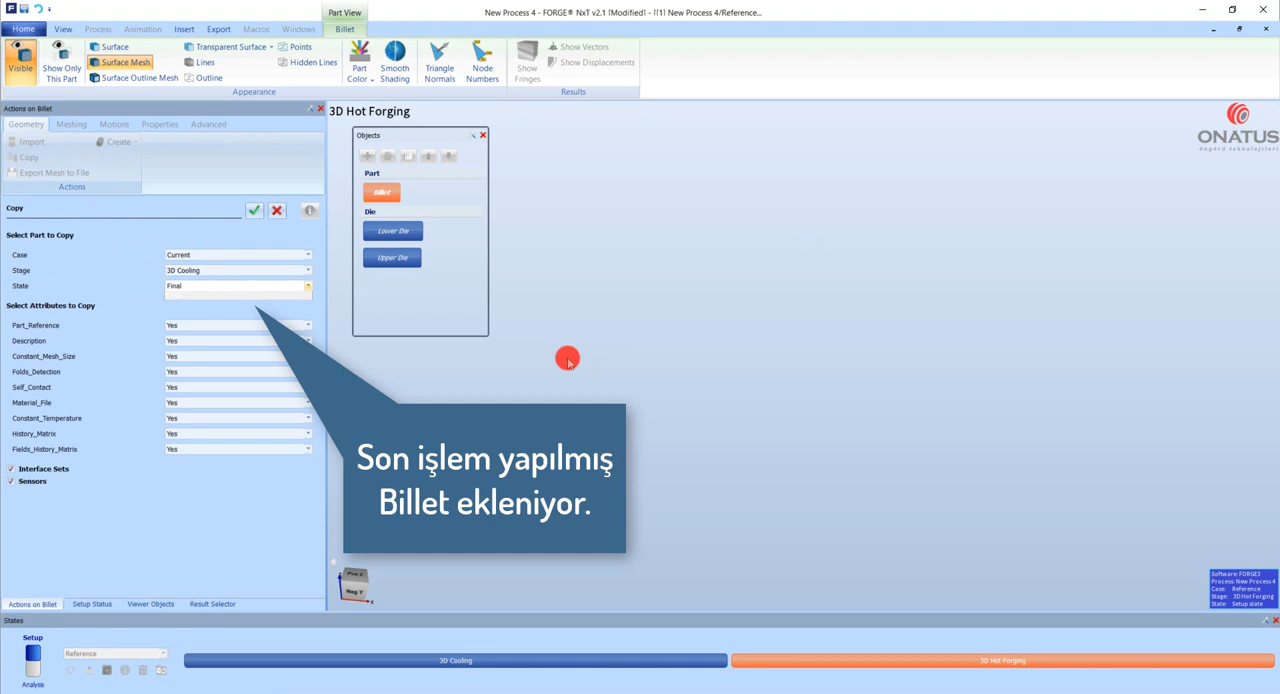 Part View
New Process 4 - FORGE® NxT v2.1 [Modified] - [[1] New Process 4/Reference...
Home View Process Animation Insert Export Macros Windows Billet
Visible
Show Only This Part
Surface
Surface Mesh
Surface Outline Mesh
Transparent Surface
Lines
Outline
Points
Hidden Lines
Part Color
Smooth Shading
Triangle Normals
Node Numbers
Show Fringes
Show Vectors
Show Displacements
Appearance
Results
Actions on Billet
Geometry Meshing Motions Properties Advanced
Import
Create
Copy
Export Mesh to File
Actions
Copy
Select Part to Copy
Case Current
Stage 3D Cooling
State Final
Select Attributes to Copy
Part_Reference Yes
Description Yes
Constant_Mesh_Size Yes
Folds_Detection Yes
Self_Contact Yes
Material_File Yes
Constant_Temperature Yes
History_Matrix Yes
Fields_History_Matrix Yes
Interface Sets
Sensors
3D Hot Forging
Objects
Part
Billet
Die
Lower Die
Upper Die
ONATUS
öngörü teknolojileri
Son işlem yapılmış
Billet ekleniyor.
Pos Z
Neg Y
x
Software: FORGE3
Process: New Process 4
Case: Reference
Stage: 3D Hot Forging
State: Setup state
Actions on Billet Setup Status Viewer Objects Result Selector
States
Setup
Analysis
Reference
3D Cooling
3D Hot Forging